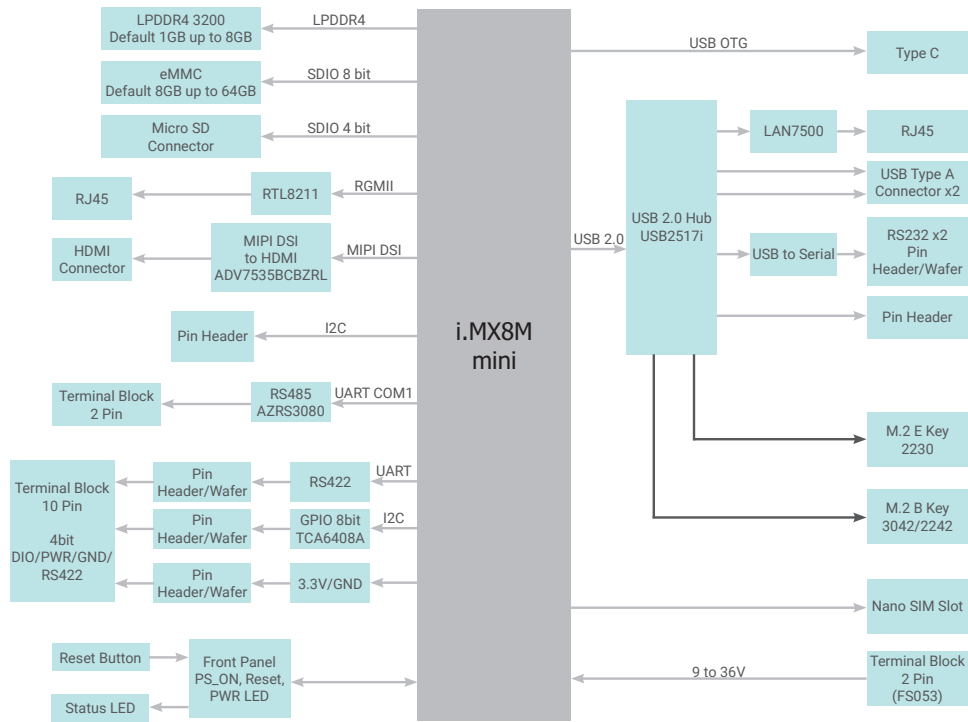 LPDDR4 3200
Default 1GB up to 8GB
LPDDR4
eMMC
Default 8GB up to 64GB
SDIO 8 bit
Micro SD
Connector
SDIO 4 bit
RJ45
RTL8211
RGMII
HDMI
Connector
MIPI DSI
to HDMI
ADV7535BCBZRL
MIPI DSI
Pin Header
I2C
Terminal Block
2 Pin
RS485
AZRS3080
UART COM1
Terminal Block
10 Pin
4bit
DIO/PWR/GND/
RS422
Pin
Header/Wafer
RS422
UART
Pin
Header/Wafer
GPIO 8bit
TCA6408A
I2C
Pin
Header/Wafer
3.3V/GND
Reset Button
Status LED
Front Panel
PS_ON, Reset,
PWR LED
i.MX8M
mini
USB OTG
Type C
USB 2.0
USB 2.0 Hub
USB2517i
LAN7500
RJ45
USB Type A
Connector x2
USB to Serial
RS232 x2
Pin
Header/Wafer
Pin Header
M.2 E Key
2230
M.2 B Key
3042/2242
Nano SIM Slot
9 to 36V
Terminal Block
2 Pin
(FS053)